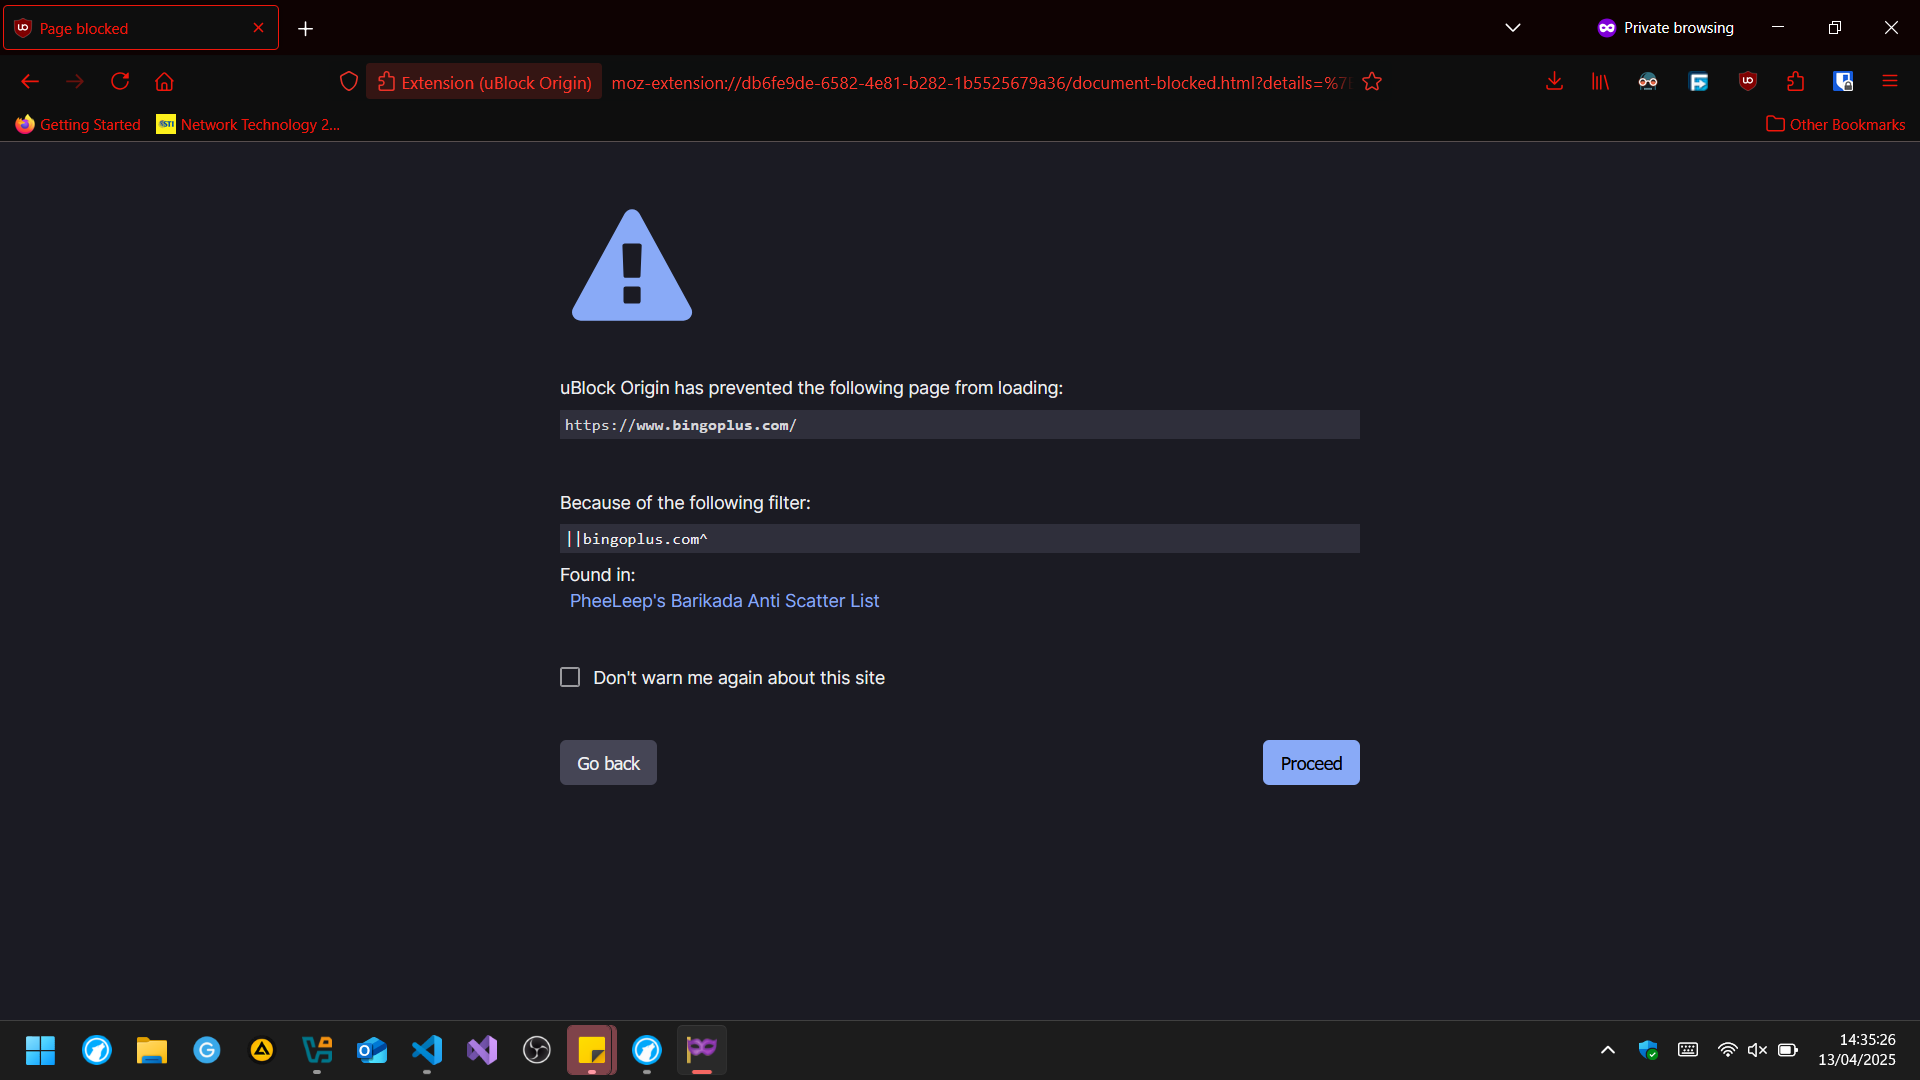 Page blocked
Private browsing
Extension (uBlock Origin)
moz-extension://db6fe9de-6582-4e81-b282-1b5525679a36/document-blocked.html?details=%7
Getting Started
Network Technology 2...
Other Bookmarks
uBlock Origin has prevented the following page from loading:
https://www.bingoplus.com/
Because of the following filter:
||bingoplus.com^
Found in:
PheeLeep's Barikada Anti Scatter List
Don't warn me again about this site
Go back
Proceed
14:35:26
13/04/2025